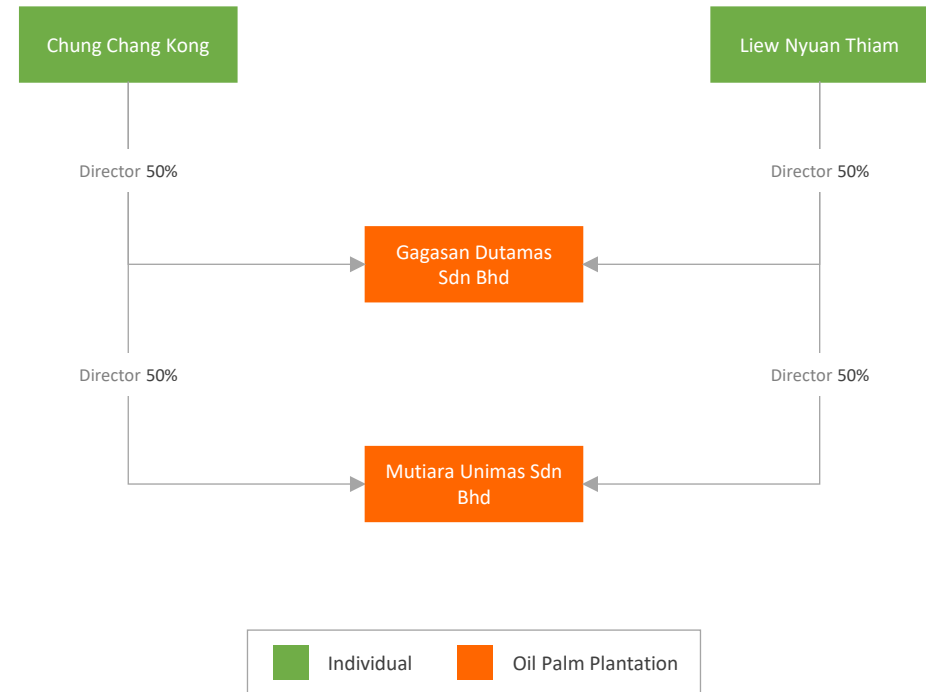 Chung Chang Kong
Liew Nyuan Thiam
Director 50%
Director 50%
Gagasan Dutamas
Sdn Bhd
Director 50%
Director 50%
Mutiara Unimas Sdn
Bhd
Individual
Oil Palm Plantation